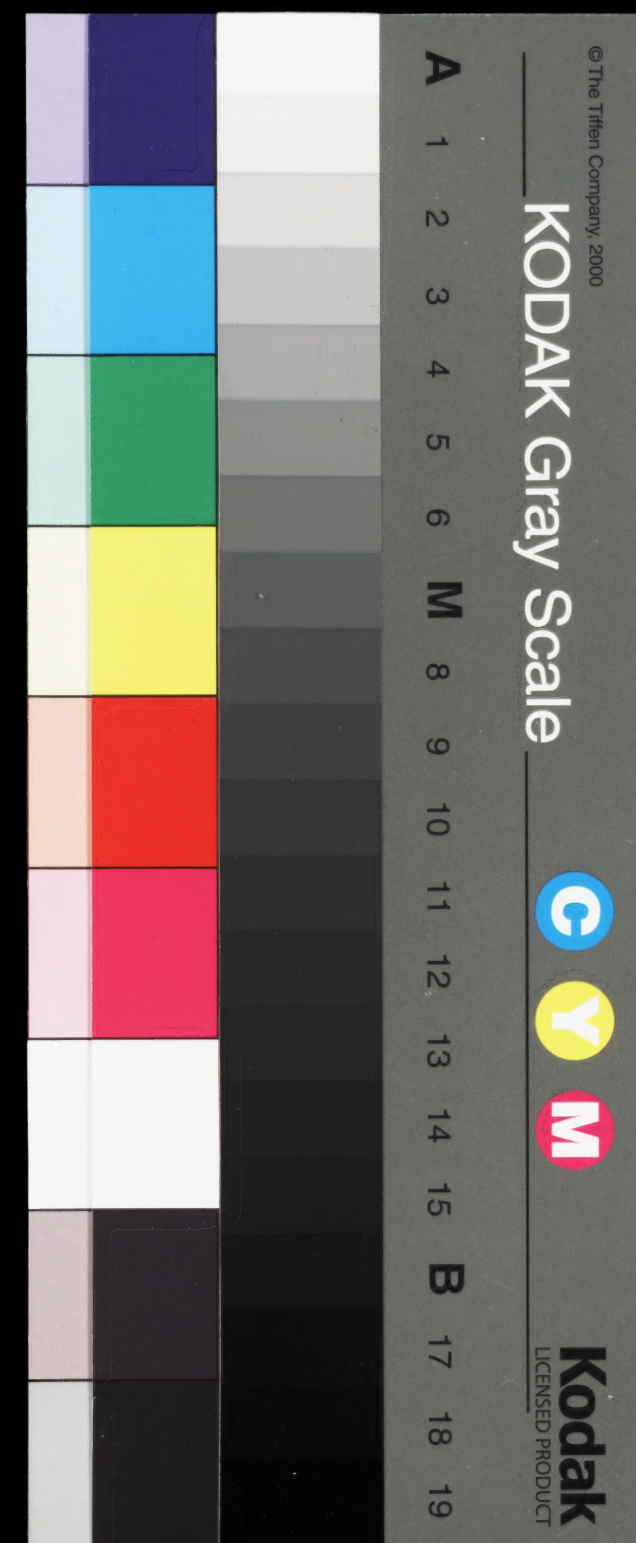 © The Tiffen Company, 2000
KODAK Gray Scale
C Y M
Kodak
LICENSED PRODUCT
A 1 2 3 4 5 6 M 8 9 10 11 12 13 14 15 B 17 18 19